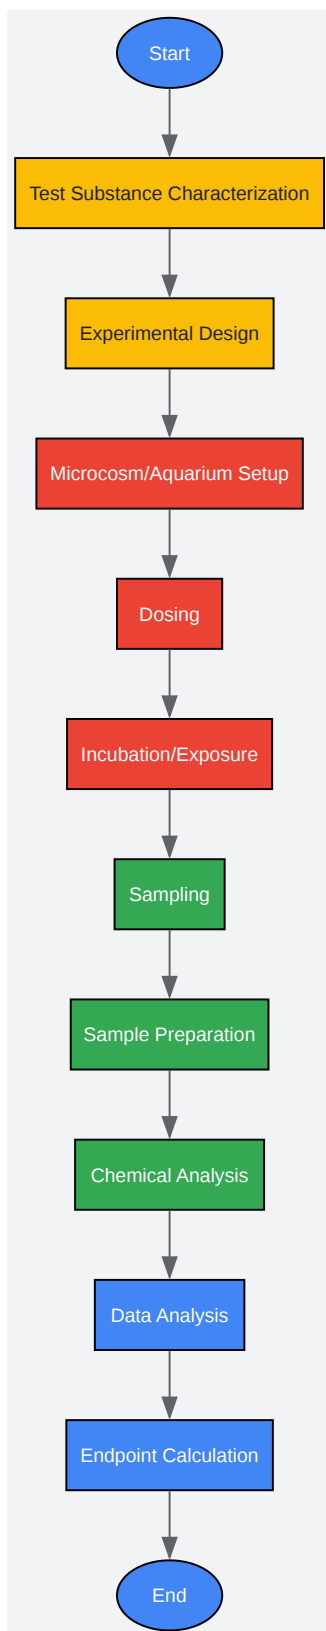 Start
Test Substance Characterization
Experimental Design
Microcosm/Aquarium Setup
Dosing
Incubation/Exposure
Sampling
Sample Preparation
Chemical Analysis
Data Analysis
Endpoint Calculation
End